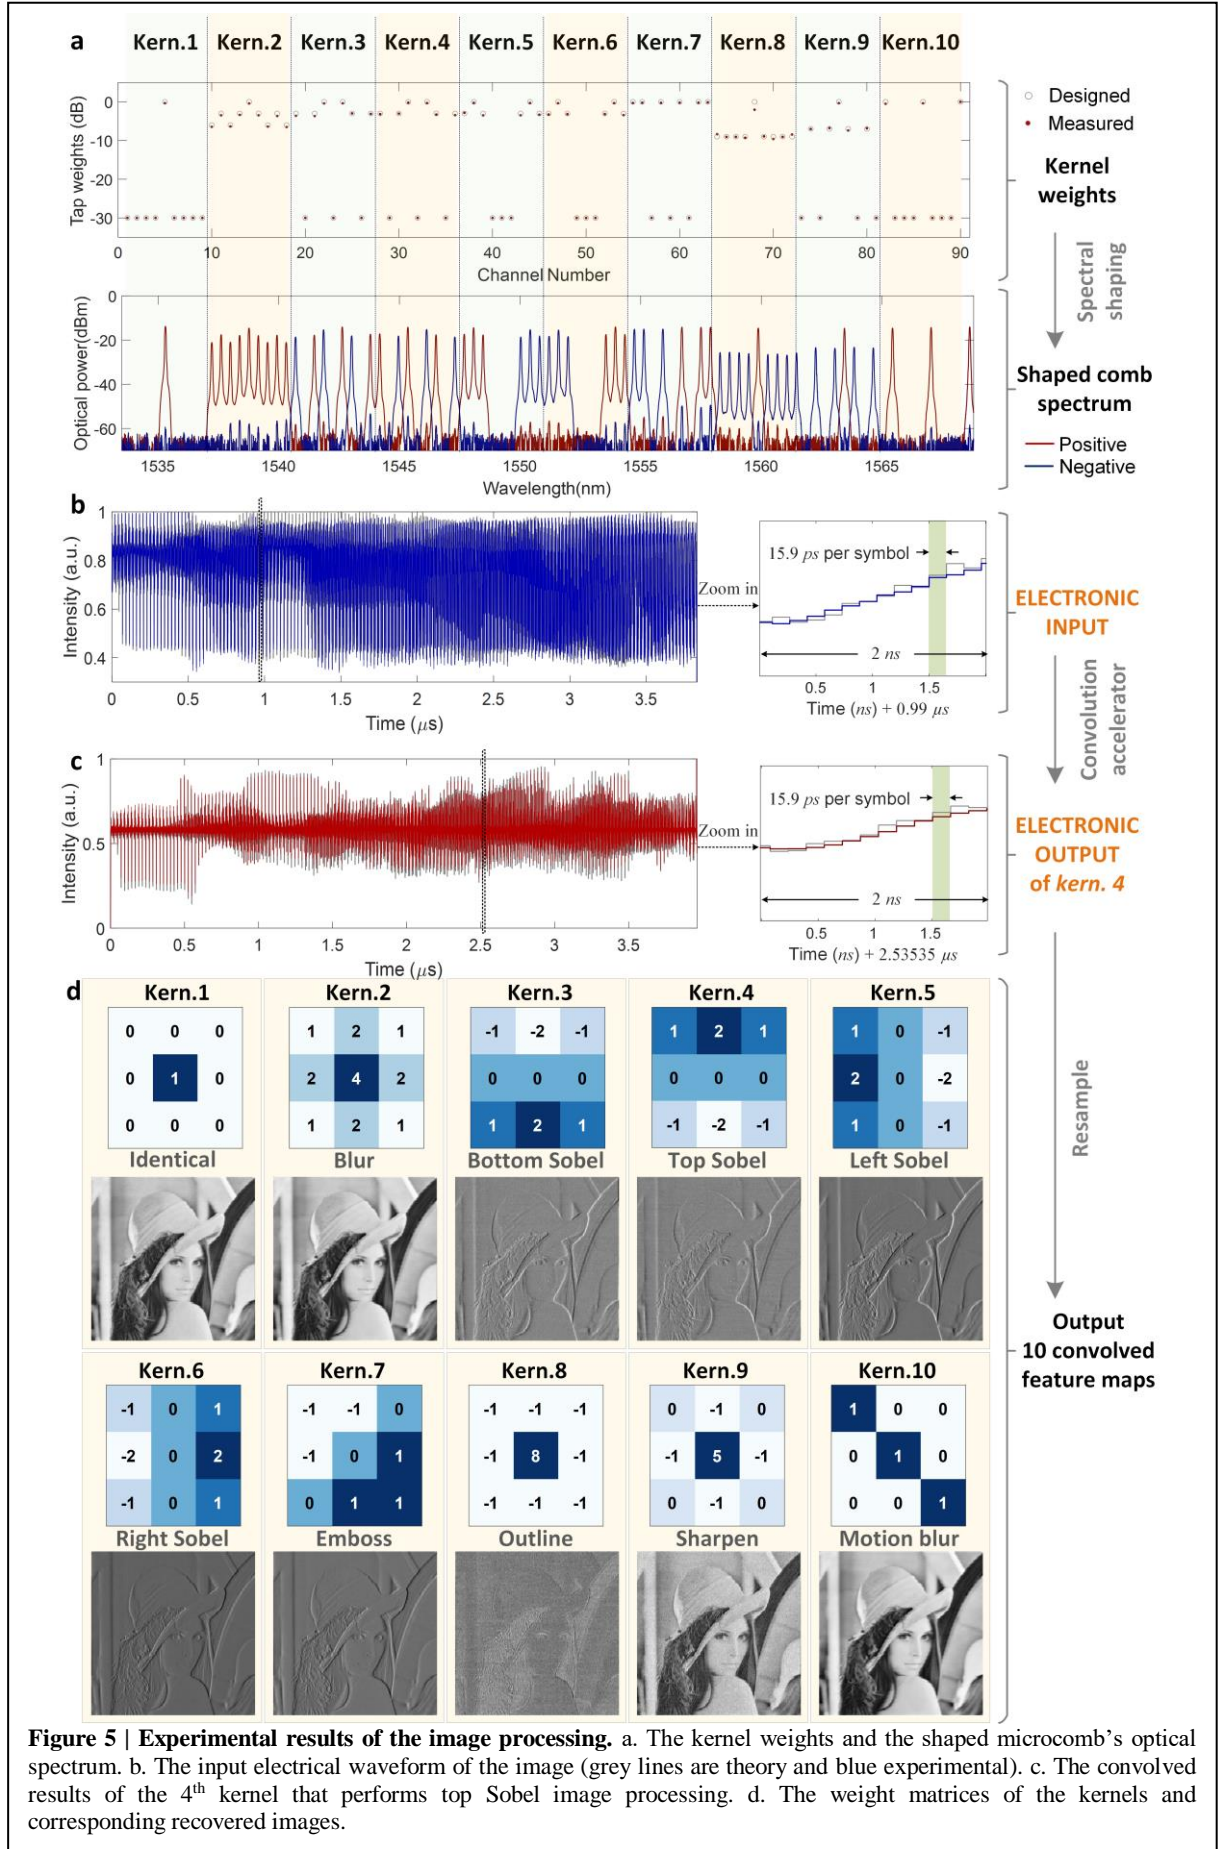 a
Kern.1 Kern.2 Kern.3 Kern.4 Kern.5 Kern.6 Kern.7 Kern.8 Kern.9 Kern.10
Tap weights (dB)
0
-10
-20
-30
0 10 20 30 40 50 60 70 80 90
Channel Number
Designed
Measured
Kernel
weights
Spectral
shaping
Optical power(dBm)
0
-20
-40
-60
1535 1540 1545 1550 1555 1560 1565
Wavelength(nm)
Shaped comb
spectrum
Positive
Negative
b
Intensity (a.u.)
1
0.8
0.6
0.4
0 0.5 1 1.5 2 2.5 3 3.5
Time (μs)
Zoom in
15.9 ps per symbol
2 ns
0.5 1 1.5
Time (ns) + 0.99 μs
ELECTRONIC
INPUT
Convolution
accelerator
c
Intensity (a.u.)
1
0.5
0
0 0.5 1 1.5 2 2.5 3 3.5
Time (μs)
Zoom in
15.9 ps per symbol
2 ns
0.5 1 1.5
Time (ns) + 2.53535 μs
ELECTRONIC
OUTPUT
of kern. 4
Resample
d
Kern.1 Kern.2 Kern.3 Kern.4 Kern.5
0 0 0 1 2 1 -1 -2 -1 1 2 1 1 0 -1
0 1 0 2 4 2 0 0 0 0 0 0 2 0 -2
0 0 0 1 2 1 1 2 1 -1 -2 -1 1 0 -1
Identical Blur Bottom Sobel Top Sobel Left Sobel
Output
10 convolved
feature maps
Kern.6 Kern.7 Kern.8 Kern.9 Kern.10
-1 0 1 -1 -1 0 -1 -1 -1 0 -1 0 1 0 0
-2 0 2 -1 0 1 -1 8 -1 -1 5 -1 0 1 0
-1 0 1 0 1 1 -1 -1 -1 0 -1 0 0 0 1
Right Sobel Emboss Outline Sharpen Motion blur
Figure 5 | Experimental results of the image processing. a. The kernel weights and the shaped microcomb's optical
spectrum. b. The input electrical waveform of the image (grey lines are theory and blue experimental). c. The convolved
results of the 4th kernel that performs top Sobel image processing. d. The weight matrices of the kernels and
corresponding recovered images.